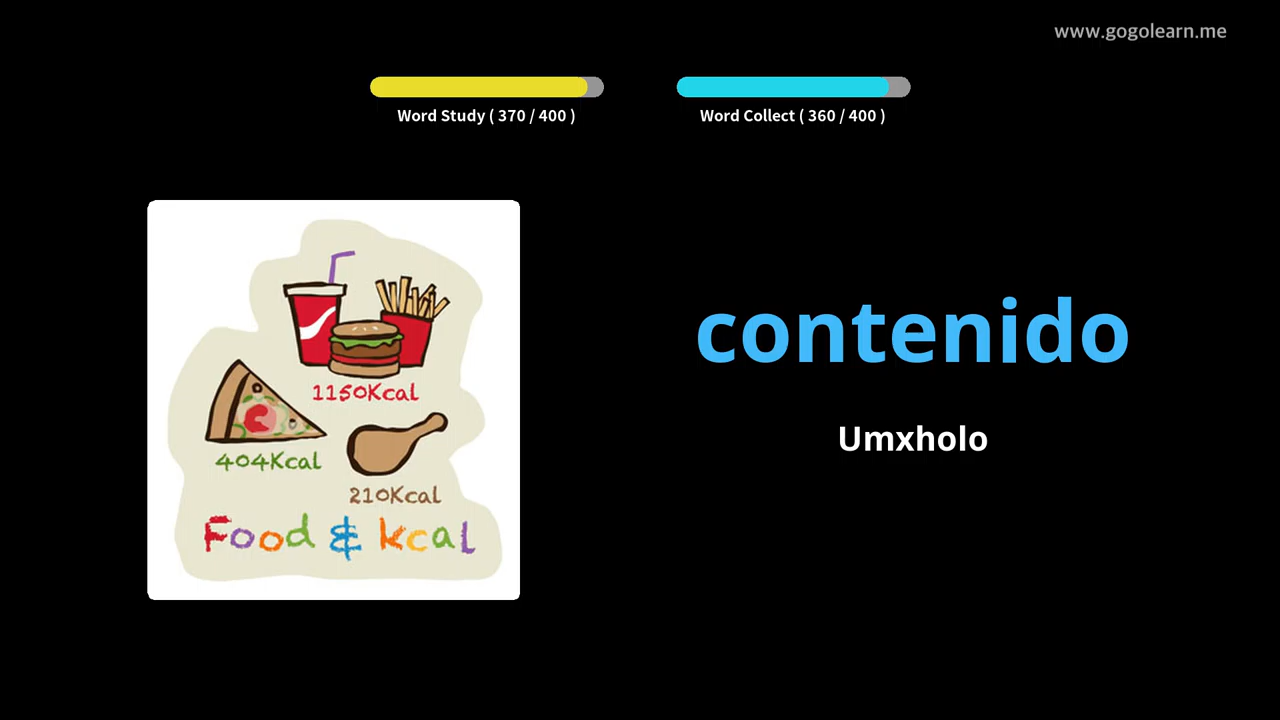 www.gogolearn.me
Word Study ( 370 / 400 )
Word Collect ( 360 / 400 )
1150Kcal
404Kcal
210Kcal
Food & kcal
contenido
Umxholo